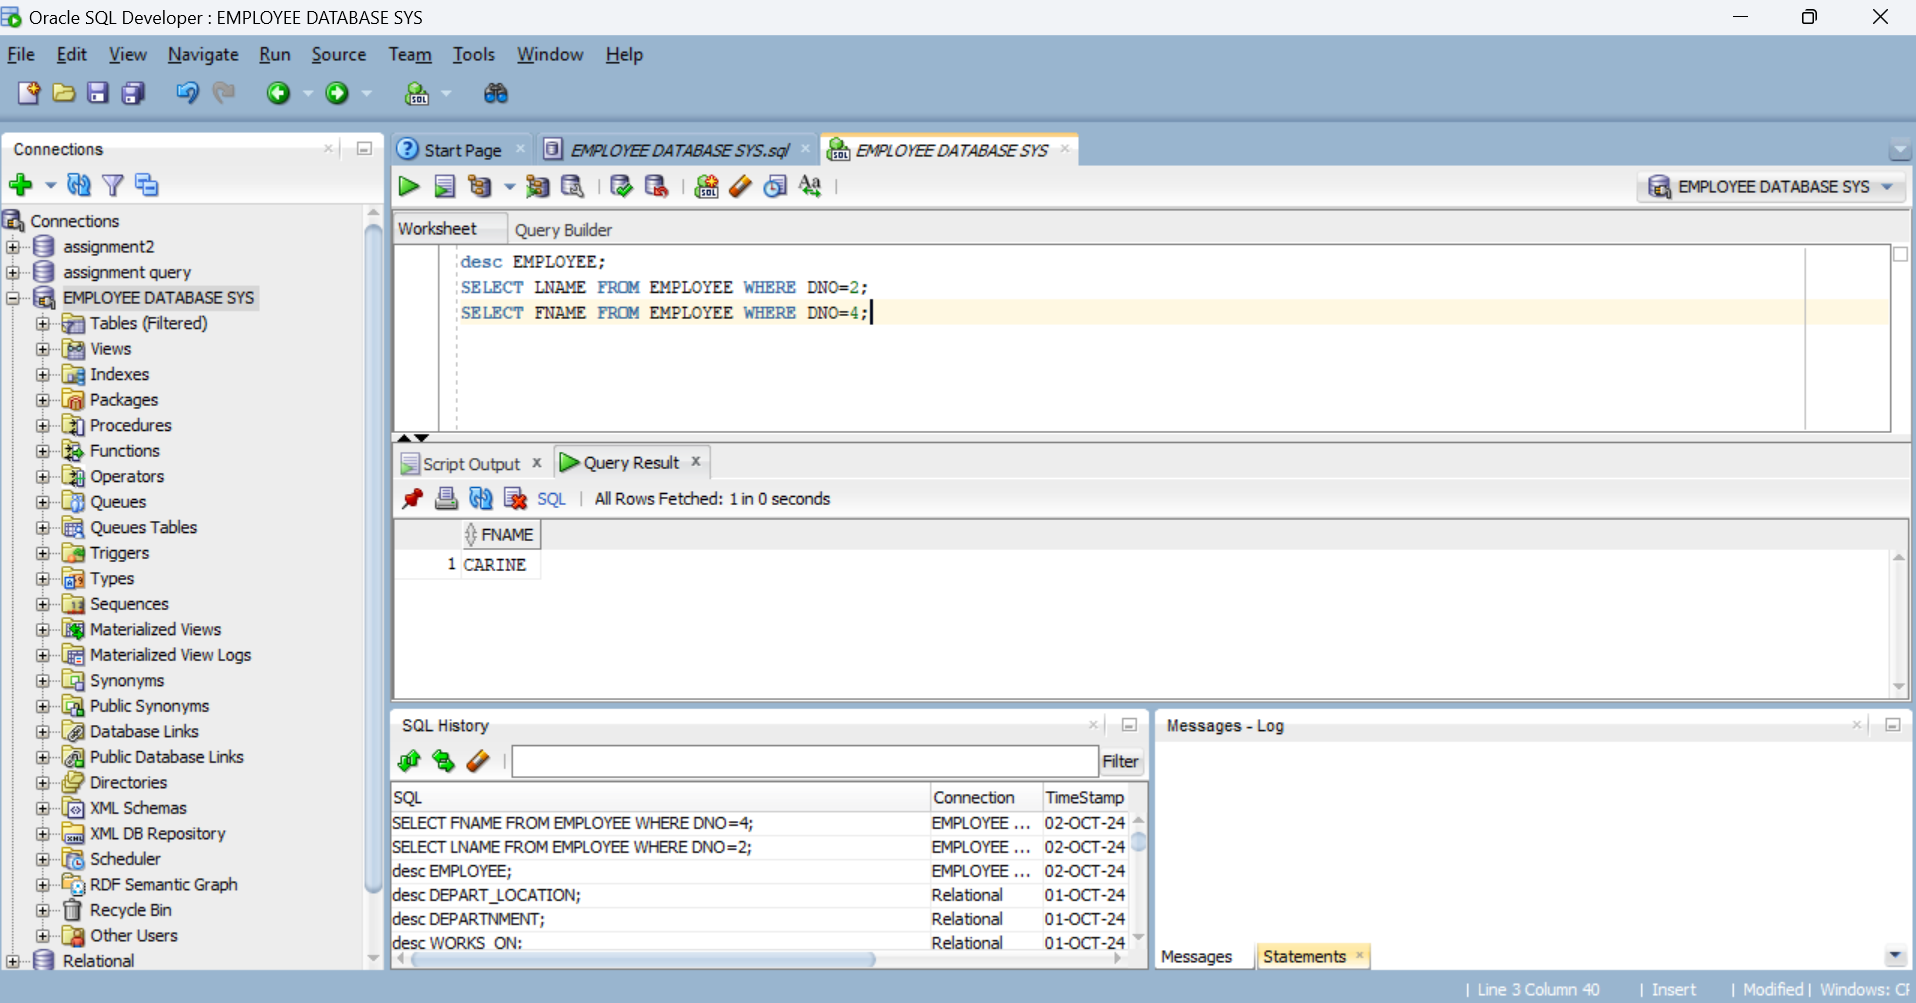 Oracle SQL Developer : EMPLOYEE DATABASE SYS
File Edit View Navigate Run Source Team Tools Window Help
Connections
Connections
assignment2
assignment query
EMPLOYEE DATABASE SYS
Tables (Filtered)
Views
Indexes
Packages
Procedures
Functions
Operators
Queues
Queues Tables
Triggers
Types
Sequences
Materialized Views
Materialized View Logs
Synonyms
Public Synonyms
Database Links
Public Database Links
Directories
XML Schemas
XML DB Repository
Scheduler
RDF Semantic Graph
Recycle Bin
Other Users
Relational
Start Page EMPLOYEE DATABASE SYS.sql EMPLOYEE DATABASE SYS
EMPLOYEE DATABASE SYS
Worksheet Query Builder
desc EMPLOYEE;
SELECT LNAME FROM EMPLOYEE WHERE DNO=2;
SELECT FNAME FROM EMPLOYEE WHERE DNO=4;
Script Output x Query Result x
SQL | All Rows Fetched: 1 in 0 seconds
FNAME
1 CARINE
SQL History
Filter
SQL Connection TimeStamp
SELECT FNAME FROM EMPLOYEE WHERE DNO=4; EMPLOYEE ... 02-OCT-24
SELECT LNAME FROM EMPLOYEE WHERE DNO=2; EMPLOYEE ... 02-OCT-24
desc EMPLOYEE; EMPLOYEE ... 02-OCT-24
desc DEPART_LOCATION; Relational 01-OCT-24
desc DEPARTNMENT; Relational 01-OCT-24
desc WORKS_ON; Relational 01-OCT-24
Messages - Log
Messages Statements
| Line 3 Column 40 | Insert | Modified | Windows: